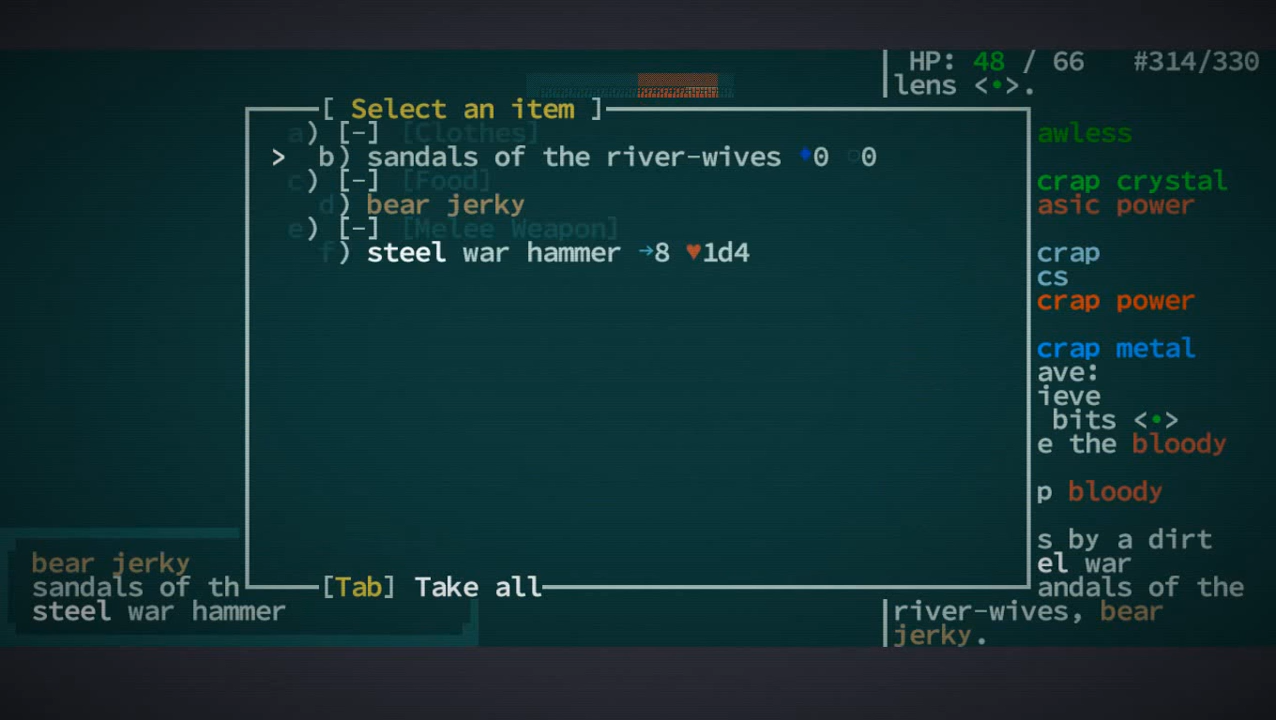 HP: 48 / 66 #314/330
lens <•>.
[ Select an item ]
a) [-] [Clothes]
> b) sandals of the river-wives ♦0 ○0
c) [-] [Food]
d) bear jerky
e) [-] [Melee Weapon]
f) steel war hammer →8 ♥1d4
[Tab] Take all
awless
crap crystal
asic power
crap
cs
crap power
crap metal
ave:
ieve
bits <•>
e the bloody
p bloody
s by a dirt
el war
andals of the
river-wives, bear
jerky.
bear jerky
sandals of th
steel war hammer